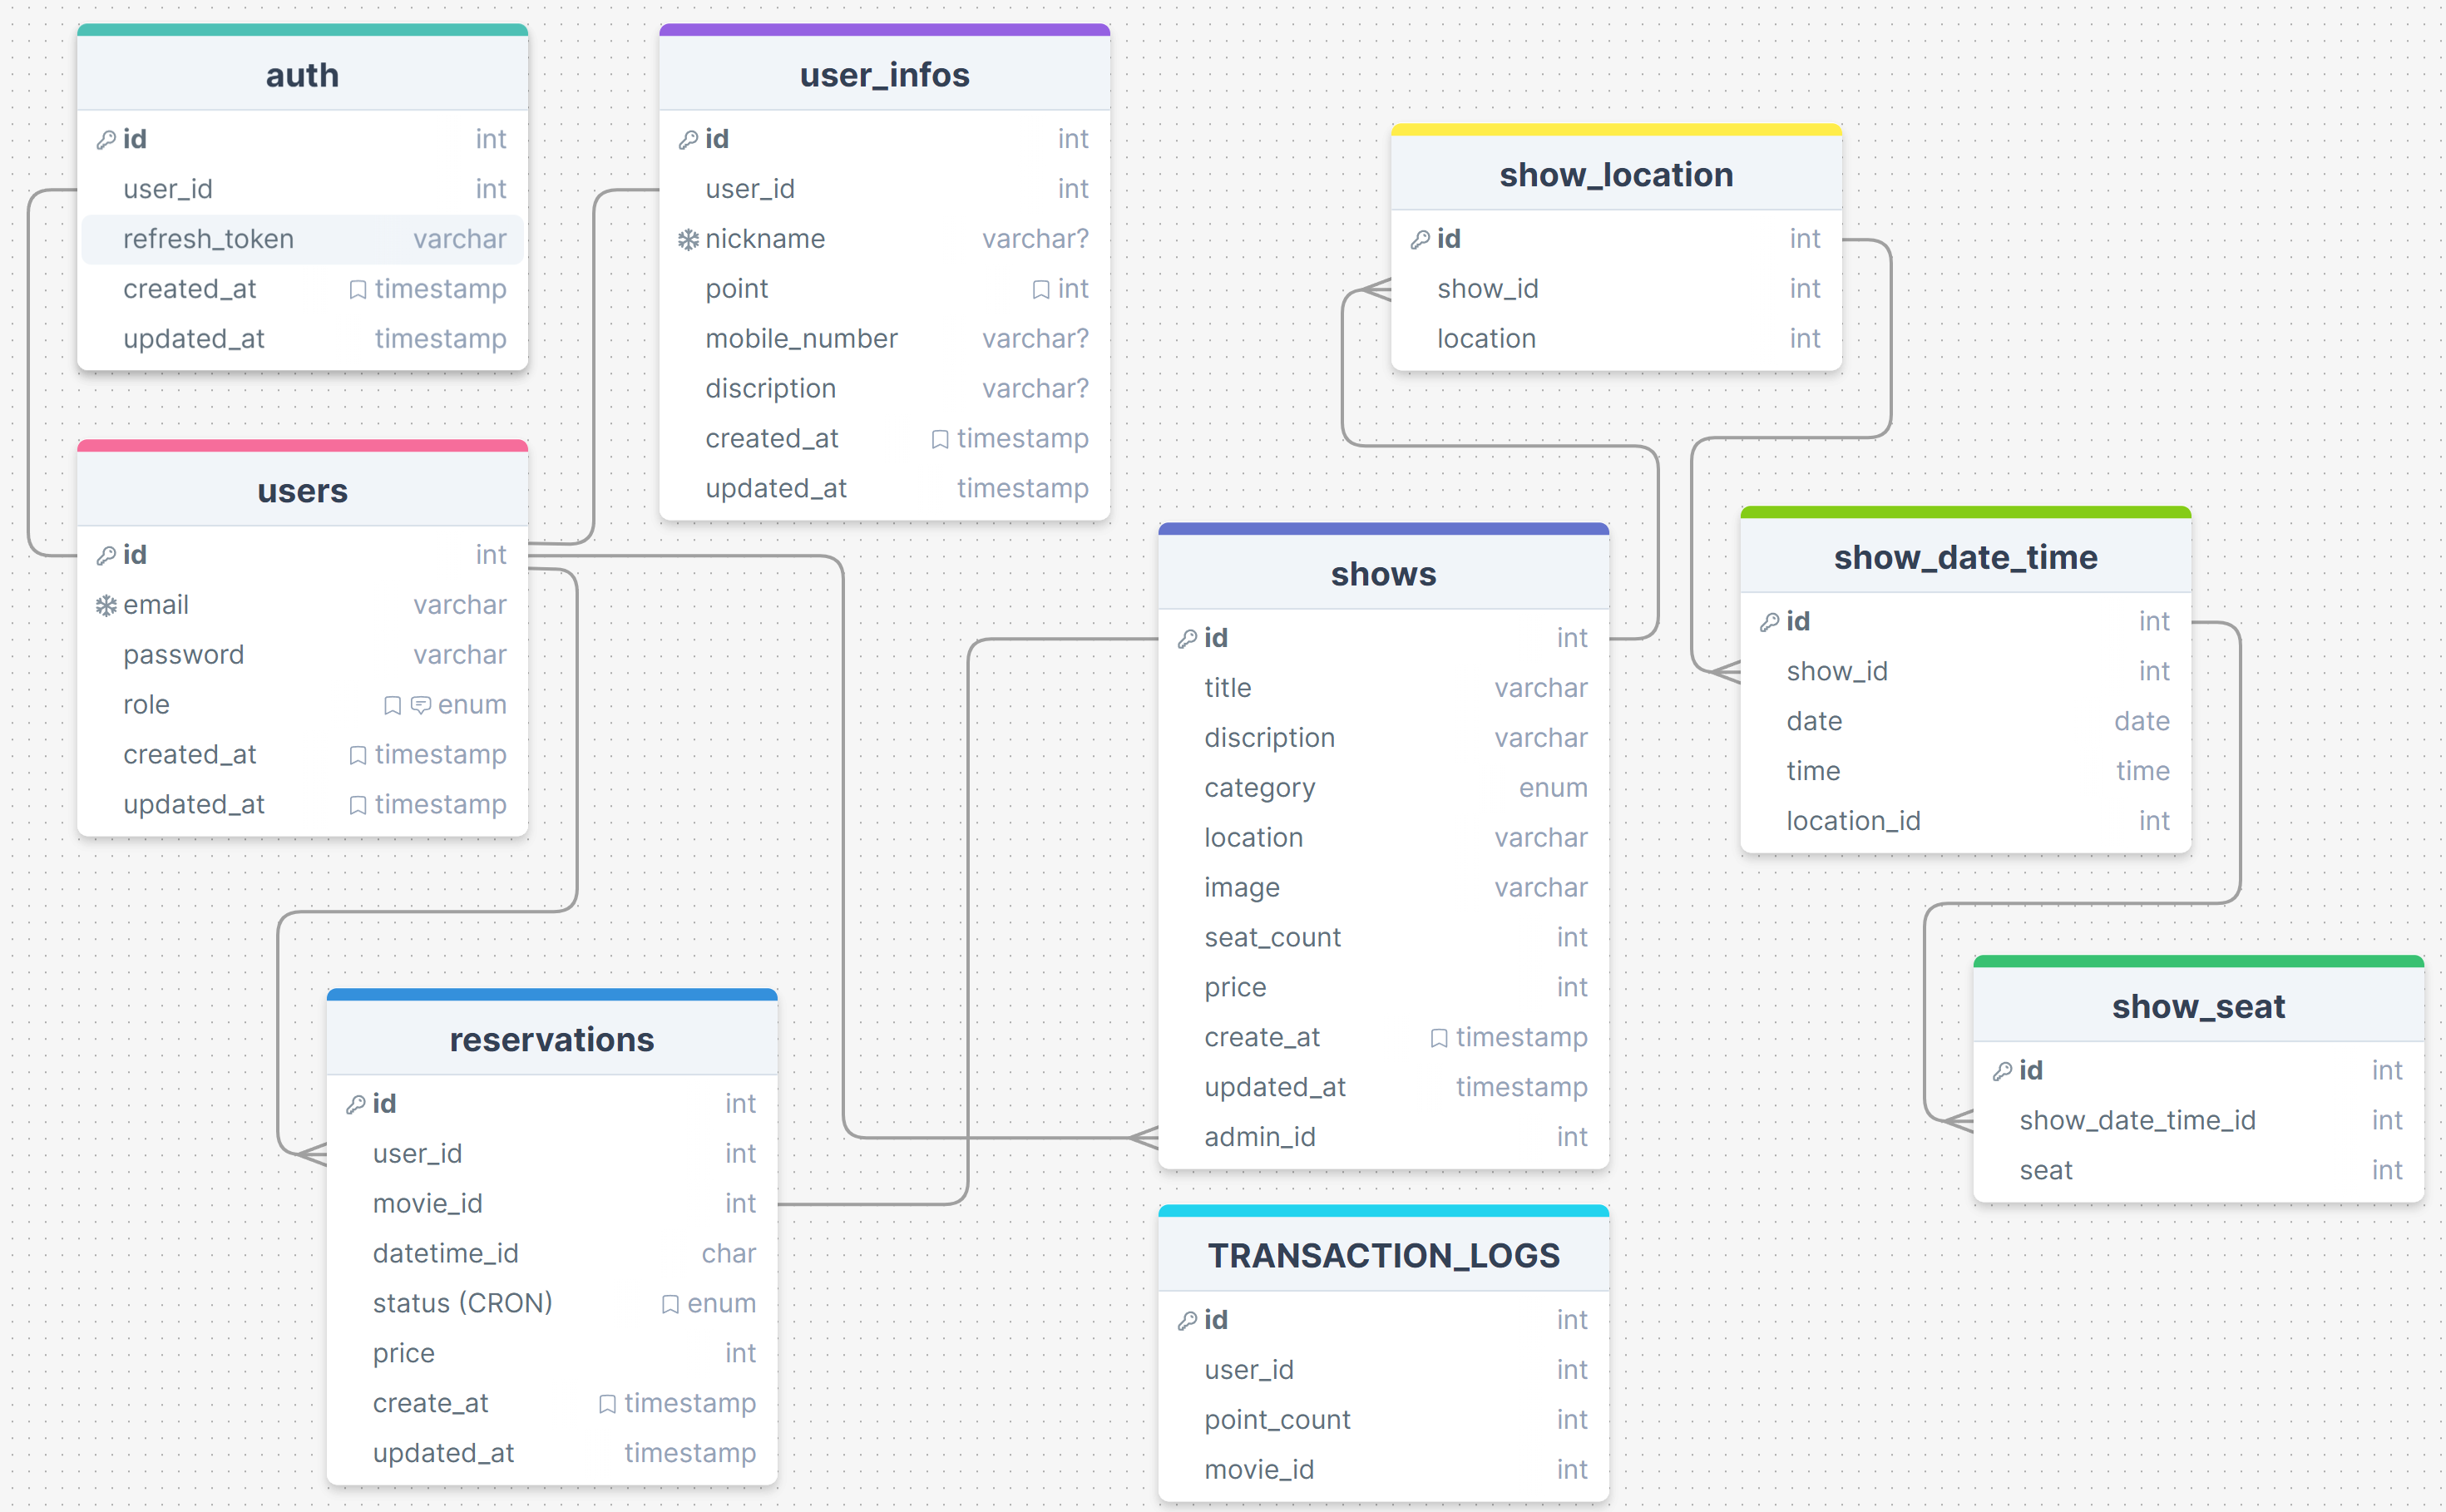 auth
id int
user_id int
refresh_token varchar
created_at timestamp
updated_at timestamp
user_infos
id int
user_id int
nickname varchar?
point int
mobile_number varchar?
discription varchar?
created_at timestamp
updated_at timestamp
show_location
id int
show_id int
location int
users
id int
email varchar
password varchar
role enum
created_at timestamp
updated_at timestamp
shows
id int
title varchar
discription varchar
category enum
location varchar
image varchar
seat_count int
price int
create_at timestamp
updated_at timestamp
admin_id int
show_date_time
id int
show_id int
date date
time time
location_id int
reservations
id int
user_id int
movie_id int
datetime_id char
status (CRON) enum
price int
create_at timestamp
updated_at timestamp
show_seat
id int
show_date_time_id int
seat int
TRANSACTION_LOGS
id int
user_id int
point_count int
movie_id int